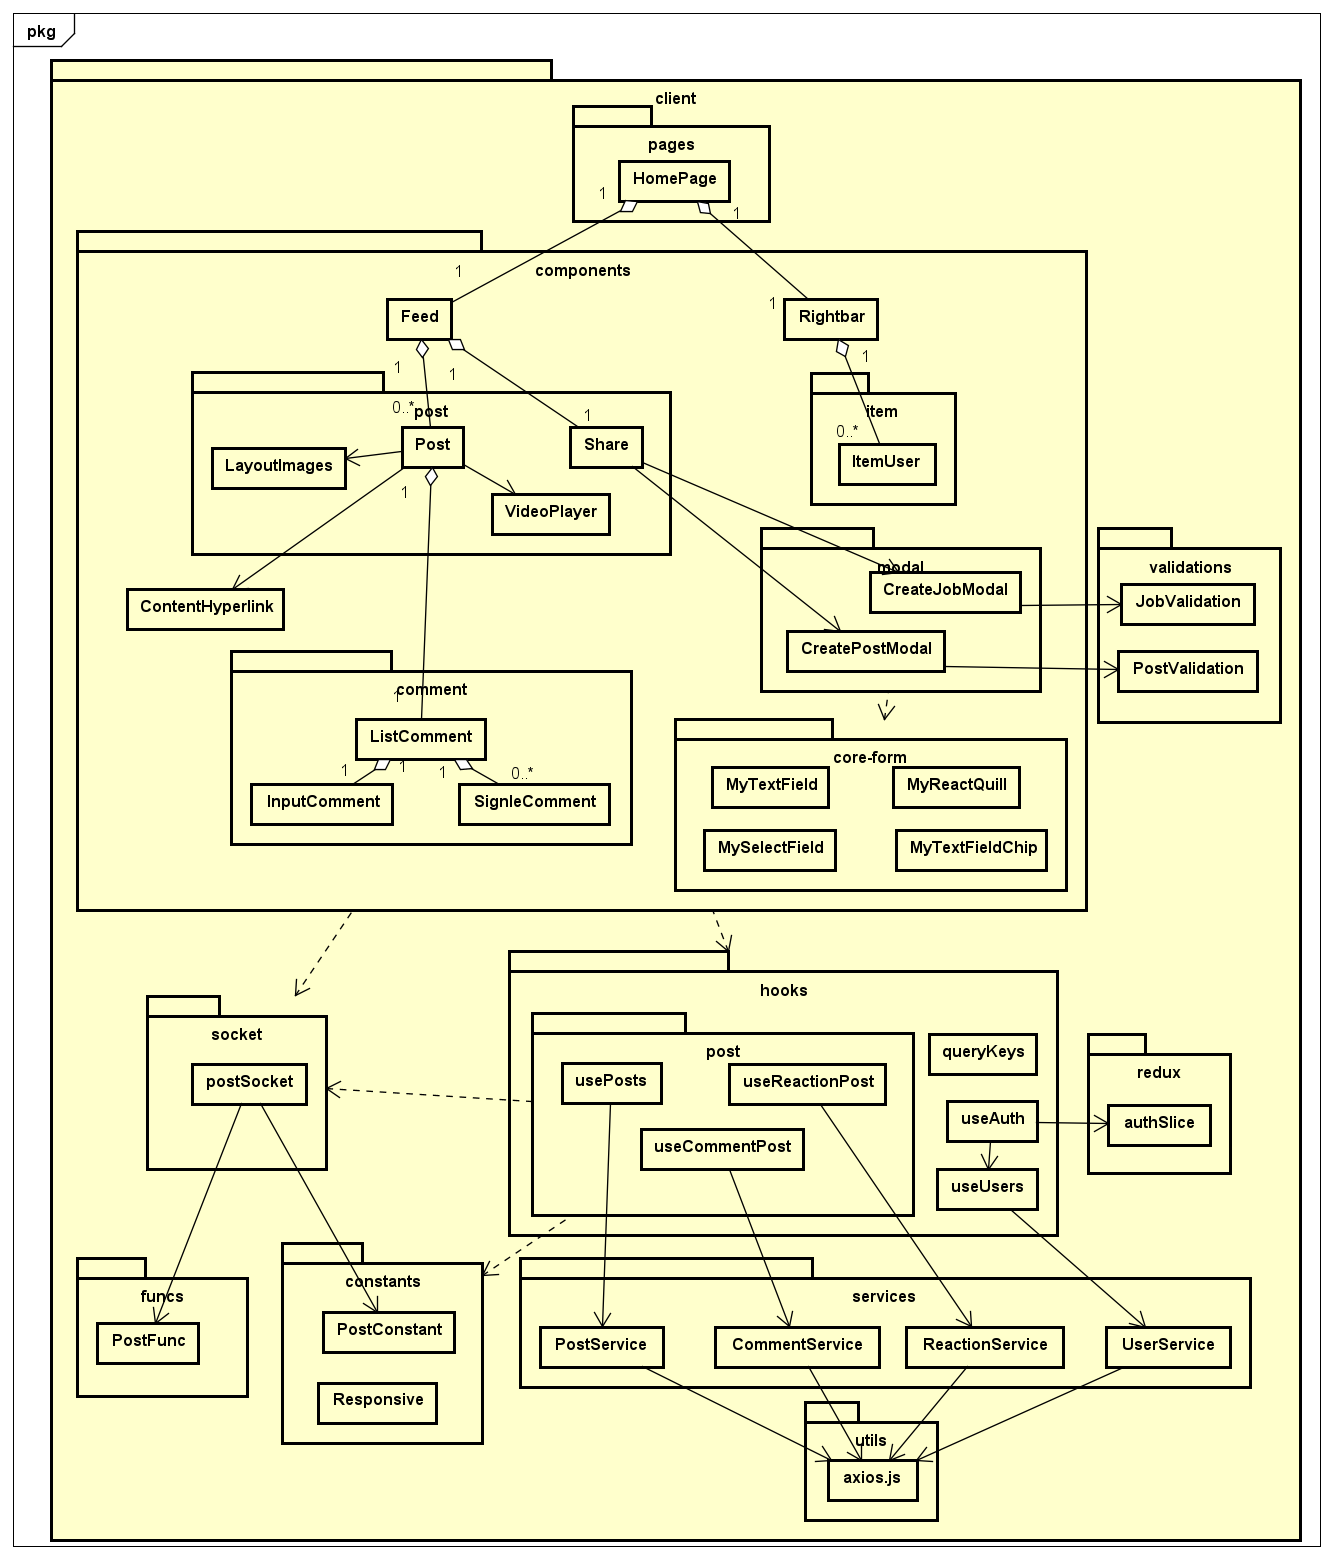 pkg
client
pages
HomePage
1
1
components
1
1
Feed
Rightbar
1
1
1
0..*
post
1
item
0..*
Post
Share
ItemUser
LayoutImages
1
VideoPlayer
modal
validations
CreateJobModal
JobValidation
ContentHyperlink
CreatePostModal
PostValidation
comment
1
ListComment
core-form
1
1
1
0..*
MyTextField
MyReactQuill
InputComment
SignleComment
MySelectField
MyTextFieldChip
hooks
socket
post
queryKeys
redux
postSocket
usePosts
useReactionPost
useAuth
authSlice
useCommentPost
useUsers
constants
funcs
services
PostFunc
PostConstant
PostService
CommentService
ReactionService
UserService
Responsive
utils
axios.js